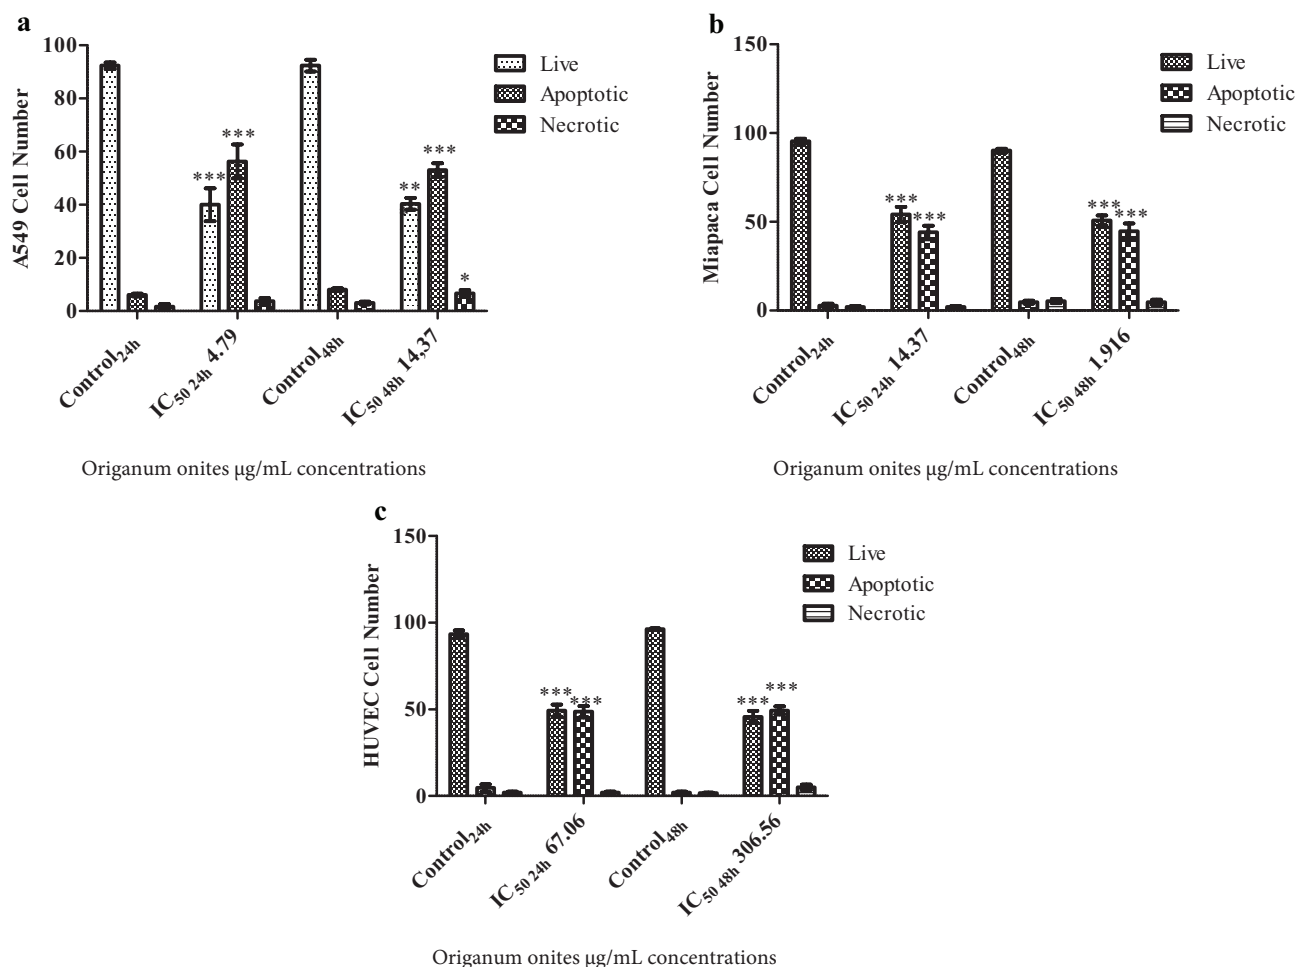 a
100
80
60
40
20
0
A549 Cell Number
Live
Apoptotic
Necrotic
***
***
**
***
*
Control24h
IC50 24h 4.79
Control48h
IC50 48h 14,37
Origanum onites µg/mL concentrations
b
150
100
50
0
Miapaca Cell Number
Live
Apoptotic
Necrotic
***
***
***
***
Control24h
IC50 24h 14.37
Control48h
IC50 48h 1.916
Origanum onites µg/mL concentrations
c
150
100
50
0
HUVEC Cell Number
Live
Apoptotic
Necrotic
***
***
***
***
Control24h
IC50 24h 67.06
Control48h
IC50 48h 306.56
Origanum onites µg/mL concentrations